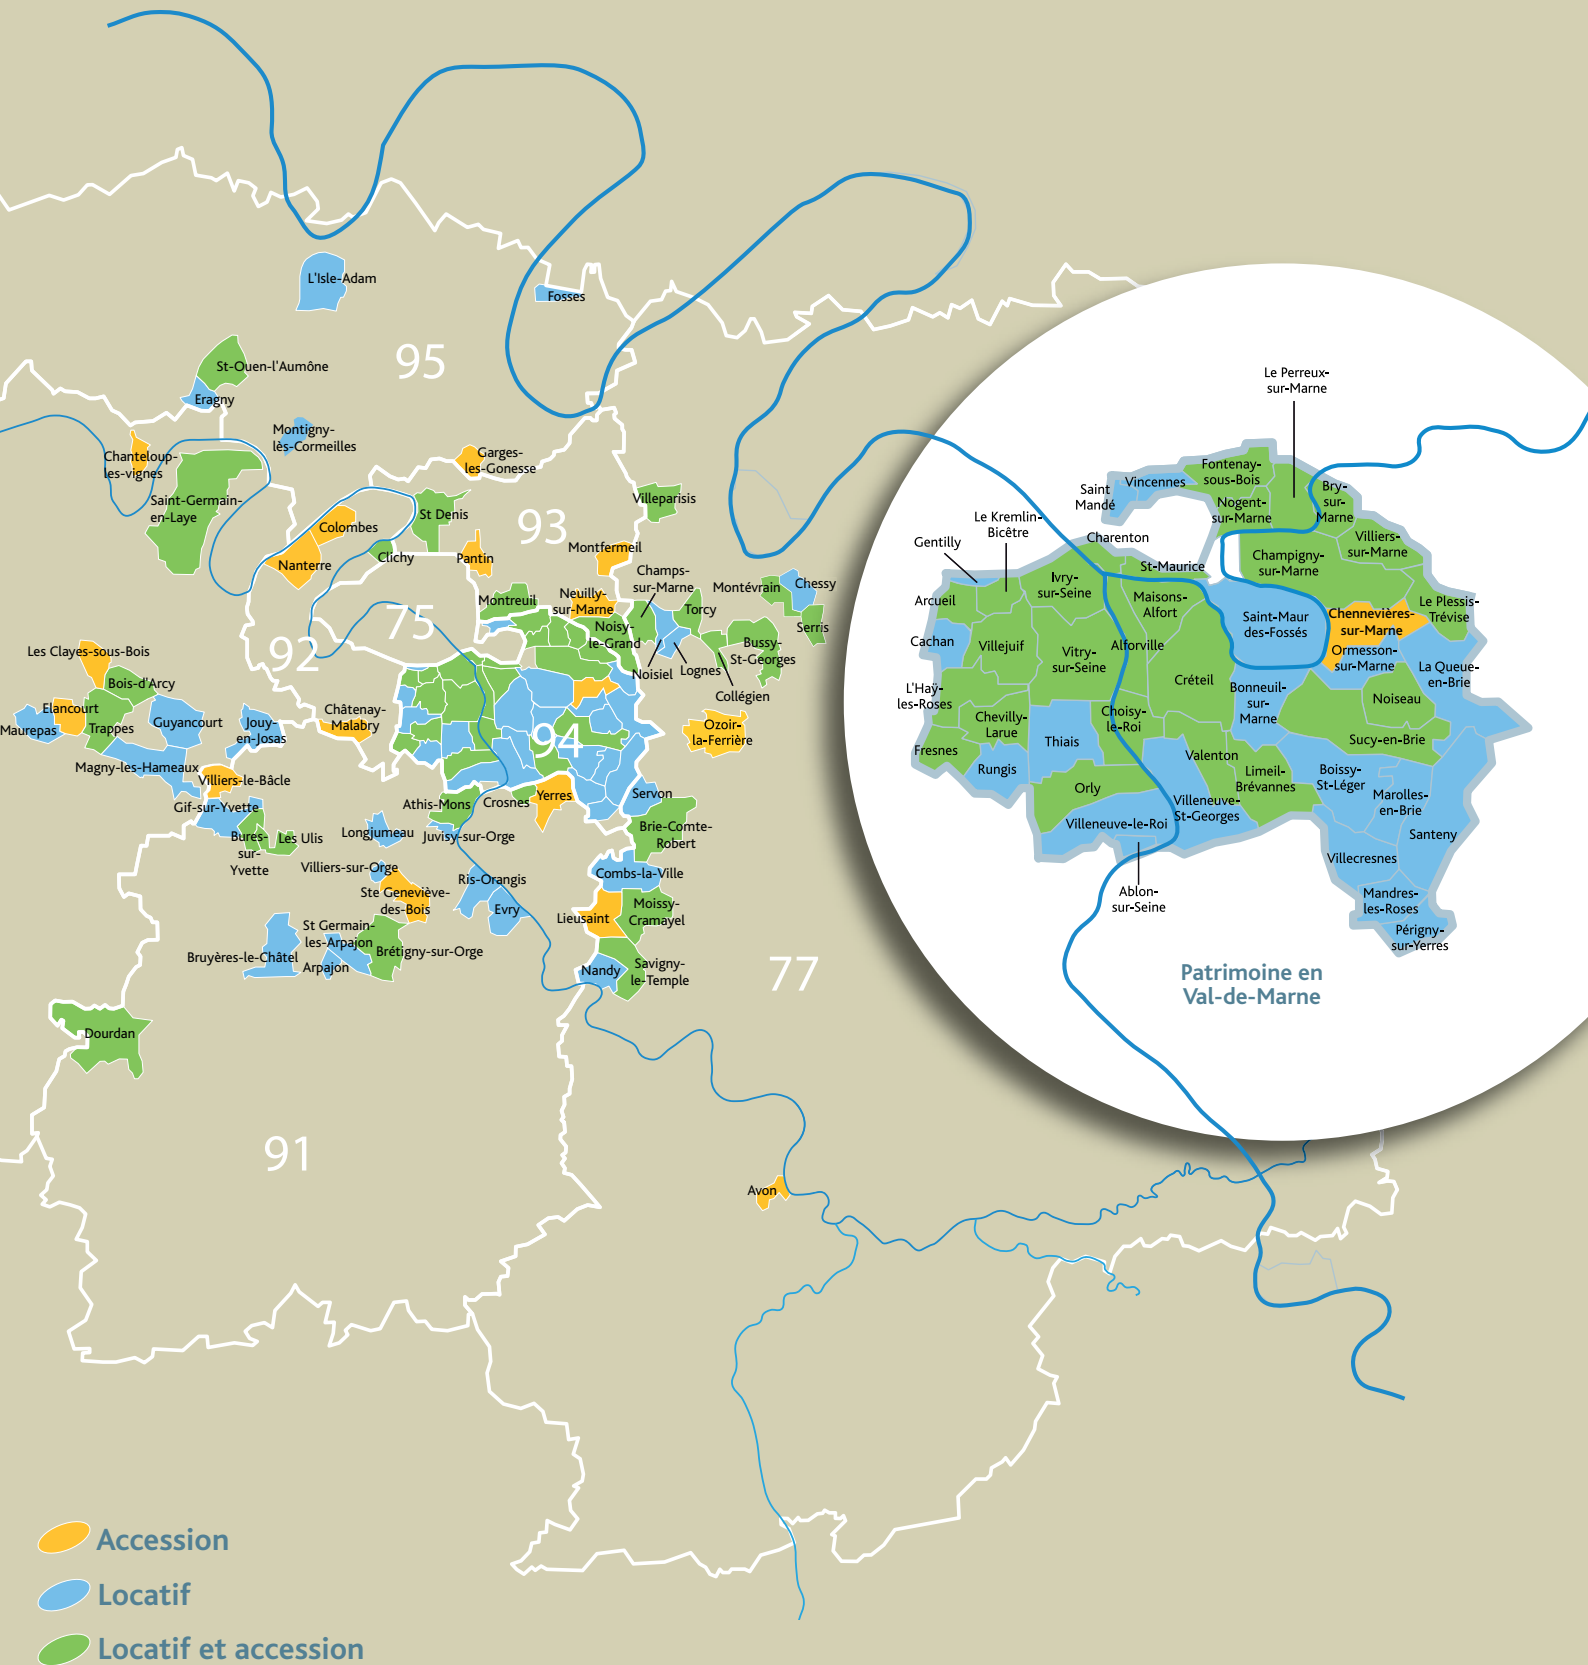 L'Isle-Adam
Fosses
95
St-Ouen-l'Aumône
Eragny
Montigny-
lès-Cormeilles
Chanteloup-
les-vignes
Garges-
les-Gonesse
Saint-Germain-
en-Laye
Colombes
St Denis
93
Villeparisis
Nanterre
Clichy
Pantin
Montfermeil
Champs-
sur-Marne
Montévrain
Chessy
Montreuil
Neuilly-
sur-Marne
Torcy
75
Noisy-
le-Grand
Serris
Bussy-
St-Georges
92
Noisiel
Lognes
Collégien
Les Clayes-sous-Bois
Bois-d'Arcy
Elancourt
Maurepas
Trappes
Guyancourt
Jouy-
en-Josas
Châtenay-
Malabry
Ozoir-
la-Ferrière
94
Magny-les-Hameaux
Villiers-le-Bâcle
Gif-sur-Yvette
Athis-Mons
Crosnes
Yerres
Servon
Bures-
sur-
Yvette
Les Ulis
Longjumeau
Juvisy-sur-Orge
Brie-Comte-
Robert
Villiers-sur-Orge
Ste Geneviève-
des-Bois
Ris-Orangis
Evry
Combs-la-Ville
Lieusaint
Moissy-
Cramayel
St Germain-
les-Arpajon
Bruyères-le-Châtel
Arpajon
Brétigny-sur-Orge
Nandy
Savigny-
le-Temple
77
Dourdan
91
Avon
Le Perreux-
sur-Marne
Fontenay-
sous-Bois
Vincennes
Saint
Mandé
Nogent-
sur-Marne
Bry-
sur-
Marne
Le Kremlin-
Bicêtre
Gentilly
Charenton
Villiers-
sur-Marne
St-Maurice
Champigny-
sur-Marne
Arcueil
Ivry-
sur-Seine
Maisons-
Alfort
Saint-Maur
des-Fossés
Chennevières-
sur-Marne
Le Plessis-
Trévise
Cachan
Villejuif
Vitry-
sur-Seine
Alforville
Ormesson-
sur-Marne
La Queue-
en-Brie
L'Haÿ-
les-Roses
Créteil
Bonneuil-
sur-
Marne
Noiseau
Chevilly-
Larue
Choisy-
le-Roi
Sucy-en-Brie
Fresnes
Thiais
Valenton
Rungis
Limeil-
Brévannes
Boissy-
St-Léger
Orly
Villeneuve-
St-Georges
Marolles-
en-Brie
Villeneuve-le-Roi
Santeny
Villecresnes
Ablon-
sur-Seine
Mandres-
les-Roses
Périgny-
sur-Yerres
Patrimoine en
Val-de-Marne
Accession
Locatif
Locatif et accession